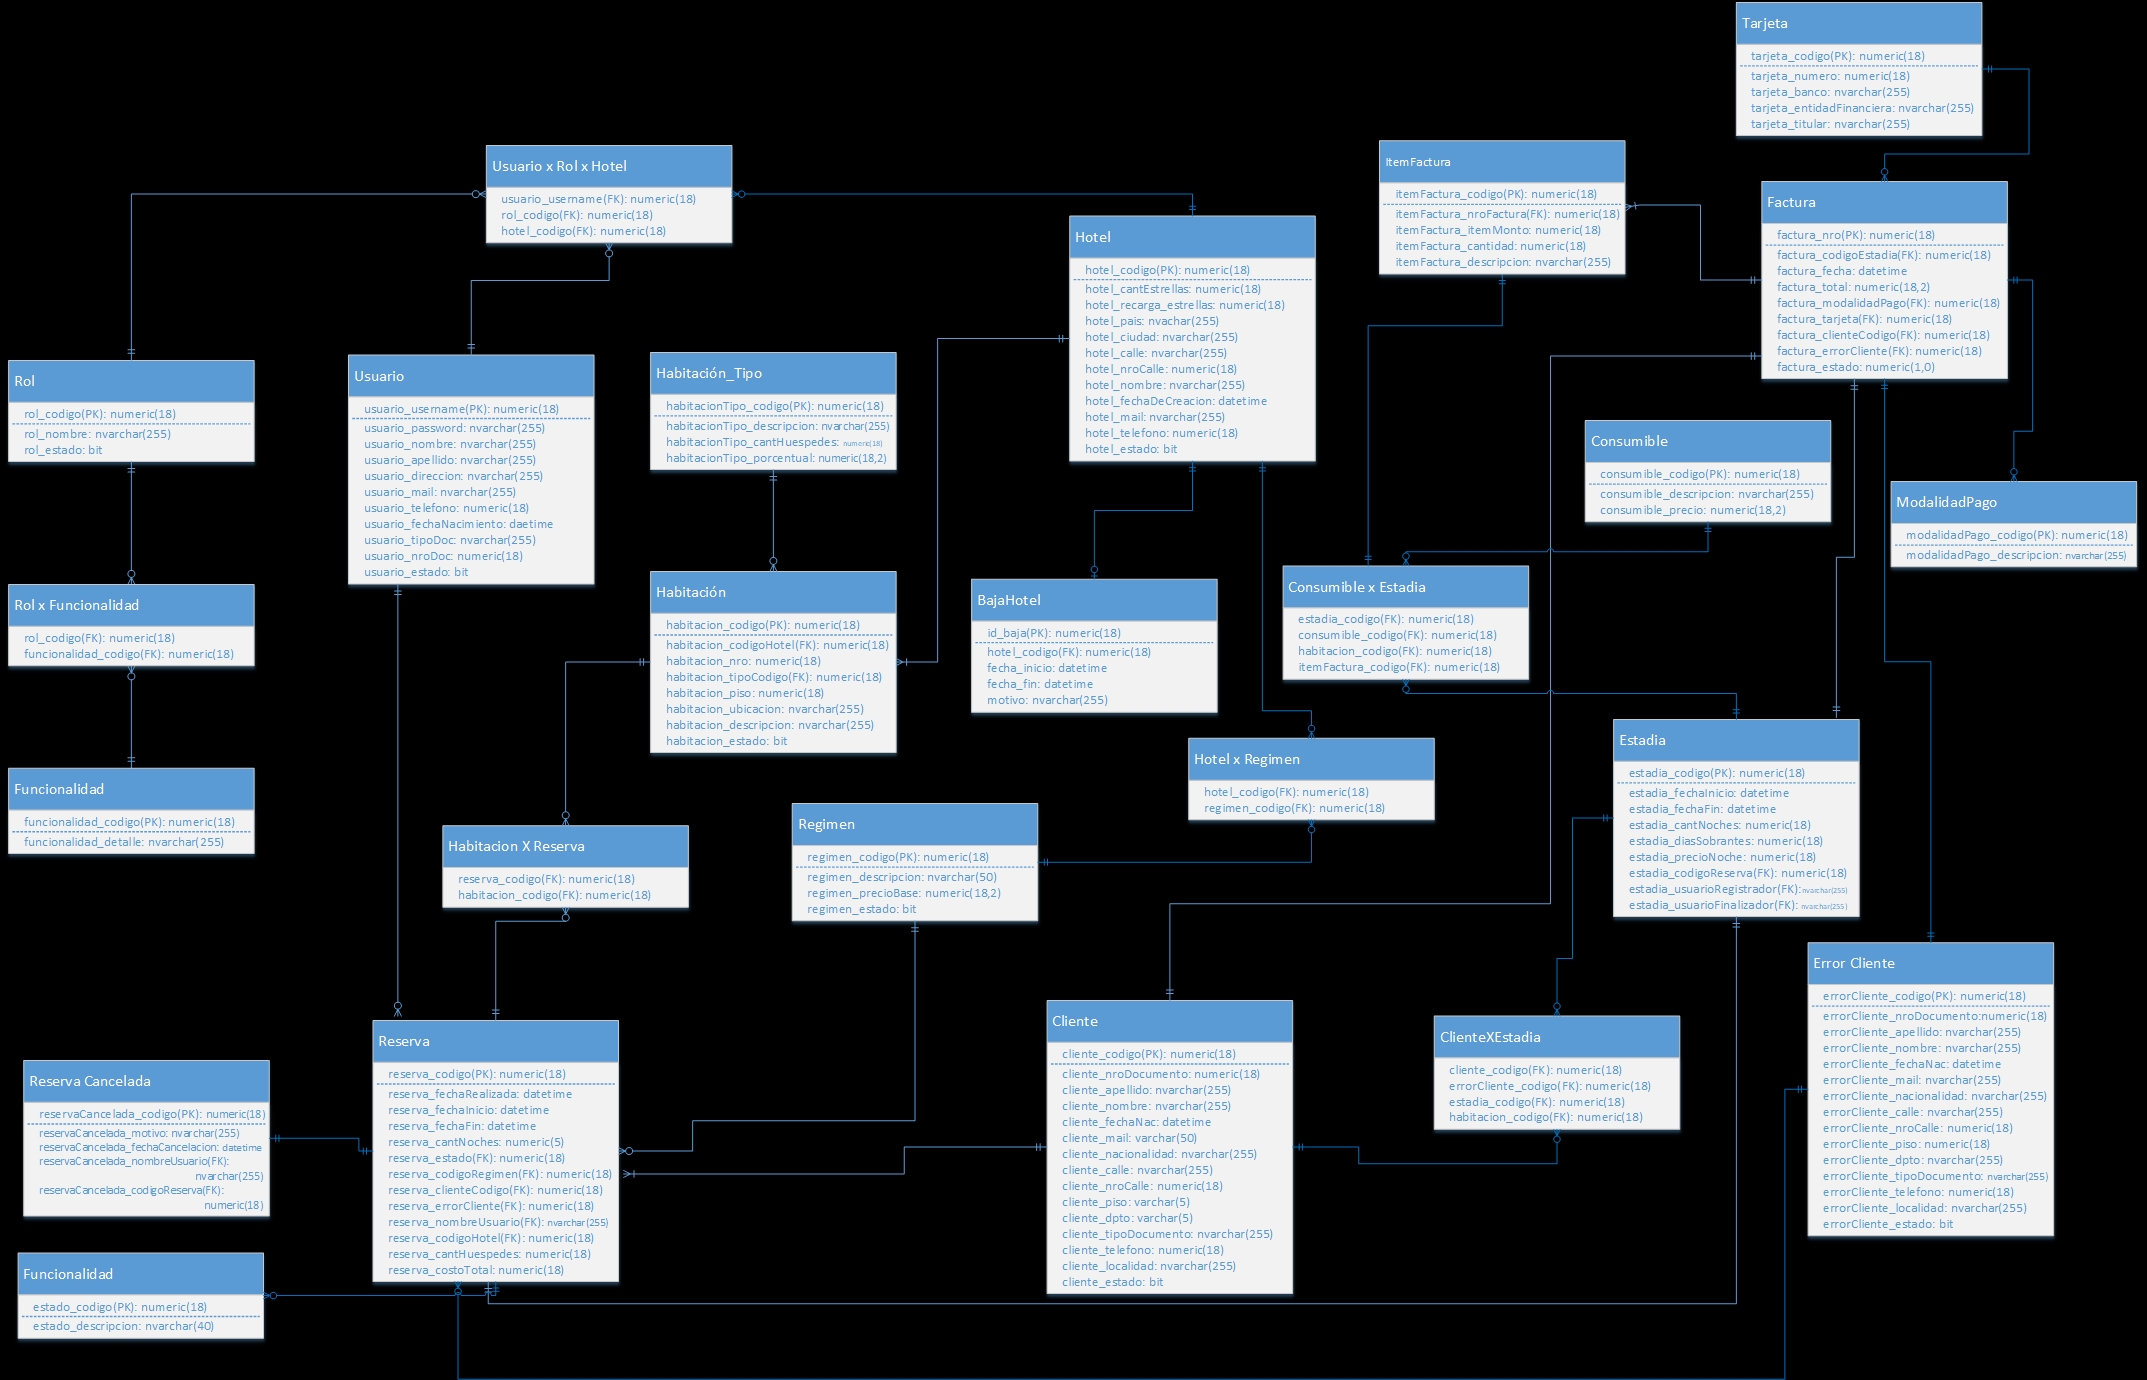 Tarjeta
tarjeta_codigo(PK): numeric(18)
tarjeta_numero: numeric(18)
tarjeta_banco: nvarchar(255)
tarjeta_entidadFinanciera: nvarchar(255)
tarjeta_titular: nvarchar(255)
Usuario x Rol x Hotel
usuario_username(FK): numeric(18)
rol_codigo(FK): numeric(18)
hotel_codigo(FK): numeric(18)
ItemFactura
itemFactura_codigo(PK): numeric(18)
itemFactura_nroFactura(FK): numeric(18)
itemFactura_itemMonto: numeric(18)
itemFactura_cantidad: numeric(18)
itemFactura_descripcion: nvarchar(255)
Factura
factura_nro(PK): numeric(18)
factura_codigoEstadia(FK): numeric(18)
factura_fecha: datetime
factura_total: numeric(18,2)
factura_modalidadPago(FK): numeric(18)
factura_tarjeta(FK): numeric(18)
factura_clienteCodigo(FK): numeric(18)
factura_errorCliente(FK): numeric(18)
factura_estado: numeric(1,0)
Hotel
hotel_codigo(PK): numeric(18)
hotel_cantEstrellas: numeric(18)
hotel_recarga_estrellas: numeric(18)
hotel_pais: nvachar(255)
hotel_ciudad: nvarchar(255)
hotel_calle: nvarchar(255)
hotel_nroCalle: numeric(18)
hotel_nombre: nvarchar(255)
hotel_fechaDeCreacion: datetime
hotel_mail: nvarchar(255)
hotel_telefono: numeric(18)
hotel_estado: bit
Rol
rol_codigo(PK): numeric(18)
rol_nombre: nvarchar(255)
rol_estado: bit
Usuario
usuario_username(PK): numeric(18)
usuario_password: nvarchar(255)
usuario_nombre: nvarchar(255)
usuario_apellido: nvarchar(255)
usuario_direccion: nvarchar(255)
usuario_mail: nvarchar(255)
usuario_telefono: numeric(18)
usuario_fechaNacimiento: daetime
usuario_tipoDoc: nvarchar(255)
usuario_nroDoc: numeric(18)
usuario_estado: bit
Habitación_Tipo
habitacionTipo_codigo(PK): numeric(18)
habitacionTipo_descripcion: nvarchar(255)
habitacionTipo_cantHuespedes: numeric(18)
habitacionTipo_porcentual: numeric(18,2)
Consumible
consumible_codigo(PK): numeric(18)
consumible_descripcion: nvarchar(255)
consumible_precio: numeric(18,2)
ModalidadPago
modalidadPago_codigo(PK): numeric(18)
modalidadPago_descripcion: nvarchar(255)
Rol x Funcionalidad
rol_codigo(FK): numeric(18)
funcionalidad_codigo(FK): numeric(18)
Habitación
habitacion_codigo(PK): numeric(18)
habitacion_codigoHotel(FK): numeric(18)
habitacion_nro: numeric(18)
habitacion_tipoCodigo(FK): numeric(18)
habitacion_piso: numeric(18)
habitacion_ubicacion: nvarchar(255)
habitacion_descripcion: nvarchar(255)
habitacion_estado: bit
BajaHotel
id_baja(PK): numeric(18)
hotel_codigo(FK): numeric(18)
fecha_inicio: datetime
fecha_fin: datetime
motivo: nvarchar(255)
Consumible x Estadia
estadia_codigo(FK): numeric(18)
consumible_codigo(FK): numeric(18)
habitacion_codigo(FK): numeric(18)
itemFactura_codigo(FK): numeric(18)
Estadia
estadia_codigo(PK): numeric(18)
estadia_fechaInicio: datetime
estadia_fechaFin: datetime
estadia_cantNoches: numeric(18)
estadia_diasSobrantes: numeric(18)
estadia_precioNoche: numeric(18)
estadia_codigoReserva(FK): numeric(18)
estadia_usuarioRegistrador(FK): nvarchar(255)
estadia_usuarioFinalizador(FK): nvarchar(255)
Hotel x Regimen
hotel_codigo(FK): numeric(18)
regimen_codigo(FK): numeric(18)
Funcionalidad
funcionalidad_codigo(PK): numeric(18)
funcionalidad_detalle: nvarchar(255)
Habitacion X Reserva
reserva_codigo(FK): numeric(18)
habitacion_codigo(FK): numeric(18)
Regimen
regimen_codigo(PK): numeric(18)
regimen_descripcion: nvarchar(50)
regimen_precioBase: numeric(18,2)
regimen_estado: bit
Error Cliente
errorCliente_codigo(PK): numeric(18)
errorCliente_nroDocumento:numeric(18)
errorCliente_apellido: nvarchar(255)
errorCliente_nombre: nvarchar(255)
errorCliente_fechaNac: datetime
errorCliente_mail: nvarchar(255)
errorCliente_nacionalidad: nvarchar(255)
errorCliente_calle: nvarchar(255)
errorCliente_nroCalle: numeric(18)
errorCliente_piso: numeric(18)
errorCliente_dpto: nvarchar(255)
errorCliente_tipoDocumento: nvarchar(255)
errorCliente_telefono: numeric(18)
errorCliente_localidad: nvarchar(255)
errorCliente_estado: bit
Cliente
cliente_codigo(PK): numeric(18)
cliente_nroDocumento: numeric(18)
cliente_apellido: nvarchar(255)
cliente_nombre: nvarchar(255)
cliente_fechaNac: datetime
cliente_mail: varchar(50)
cliente_nacionalidad: nvarchar(255)
cliente_calle: nvarchar(255)
cliente_nroCalle: numeric(18)
cliente_piso: varchar(5)
cliente_dpto: varchar(5)
cliente_tipoDocumento: nvarchar(255)
cliente_telefono: numeric(18)
cliente_localidad: nvarchar(255)
cliente_estado: bit
ClienteXEstadia
cliente_codigo(FK): numeric(18)
errorCliente_codigo(FK): numeric(18)
estadia_codigo(FK): numeric(18)
habitacion_codigo(FK): numeric(18)
Reserva
reserva_codigo(PK): numeric(18)
reserva_fechaRealizada: datetime
reserva_fechaInicio: datetime
reserva_fechaFin: datetime
reserva_cantNoches: numeric(5)
reserva_estado(FK): numeric(18)
reserva_codigoRegimen(FK): numeric(18)
reserva_clienteCodigo(FK): numeric(18)
reserva_errorCliente(FK): numeric(18)
reserva_nombreUsuario(FK): nvarchar(255)
reserva_codigoHotel(FK): numeric(18)
reserva_cantHuespedes: numeric(18)
reserva_costoTotal: numeric(18)
Reserva Cancelada
reservaCancelada_codigo(PK): numeric(18)
reservaCancelada_motivo: nvarchar(255)
reservaCancelada_fechaCancelacion: datetime
reservaCancelada_nombreUsuario(FK):
nvarchar(255)
reservaCancelada_codigoReserva(FK):
numeric(18)
Funcionalidad
estado_codigo(PK): numeric(18)
estado_descripcion: nvarchar(40)